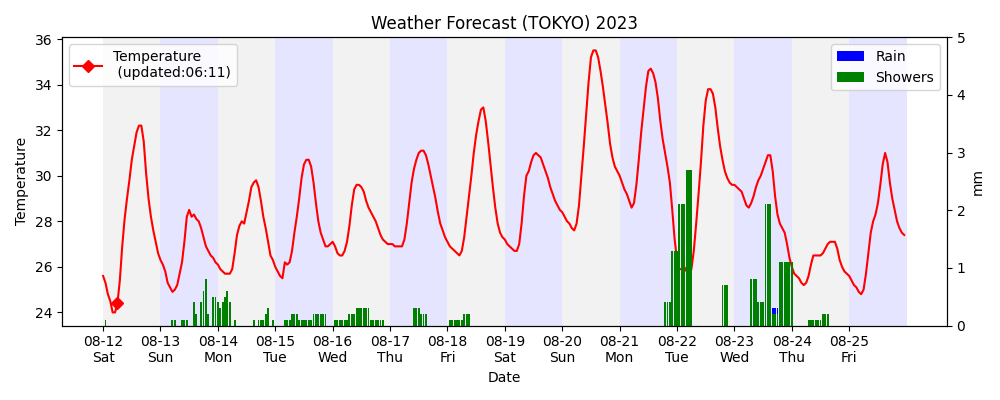 Weather Forecast (TOKYO) 2023
Temperature
(updated:06:11)
Rain
Showers
36
34
32
30
28
26
24
Temperature
5
4
3
2
1
0
mm
08-12 08-13 08-14 08-15 08-16 08-17 08-18 08-19 08-20 08-21 08-22 08-23 08-24 08-25
Sat Sun Mon Tue Wed Thu Fri Sat Sun Mon Tue Wed Thu Fri
Date